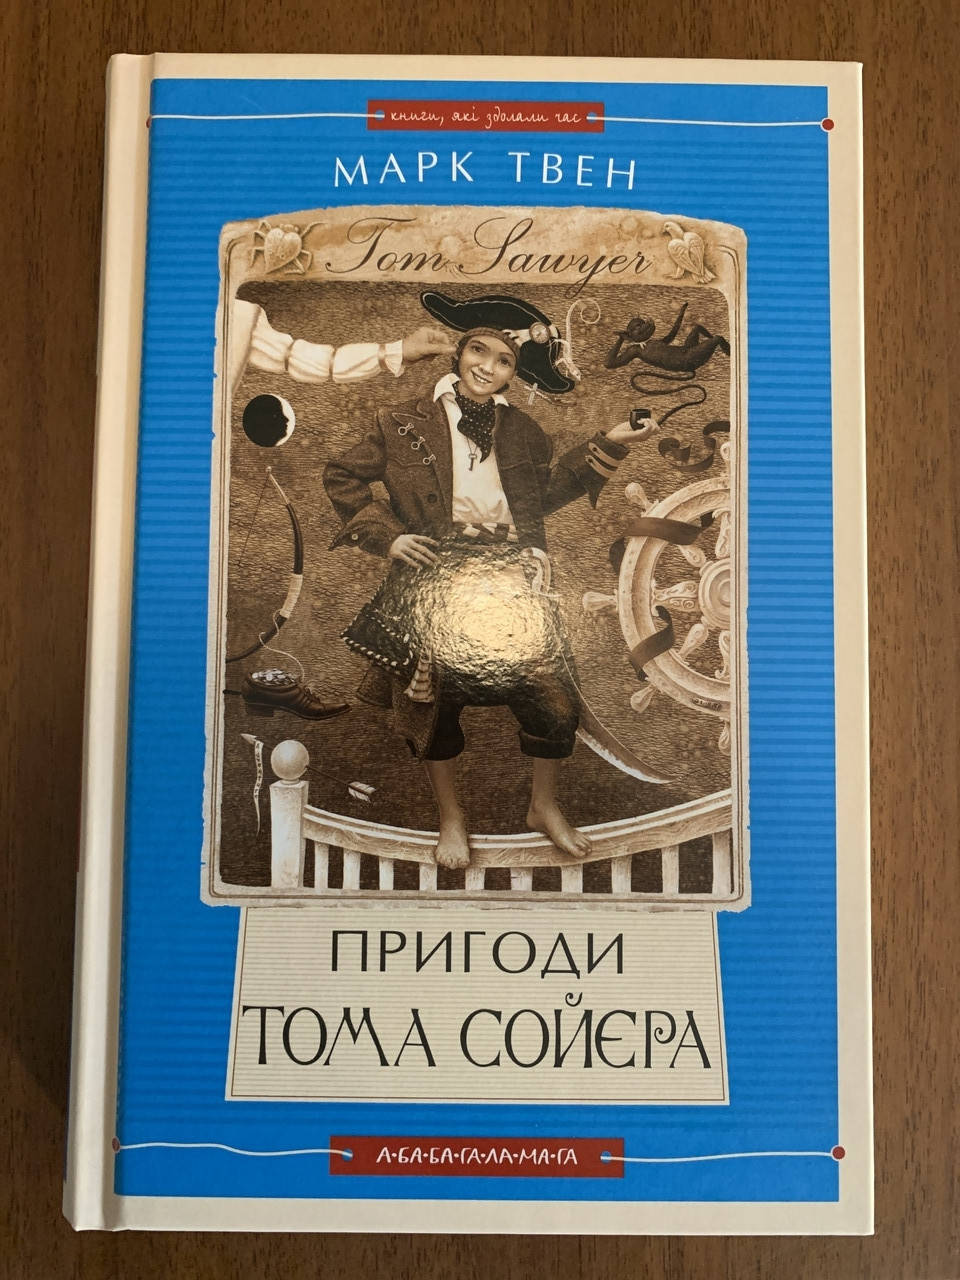 книги, які здолали час
МАРК ТВЕН
Tom Sawyer
ПРИГОДИ
ТОМА СОЙЄРА
А·БА·БА·ГА·ЛА·МА·ГА